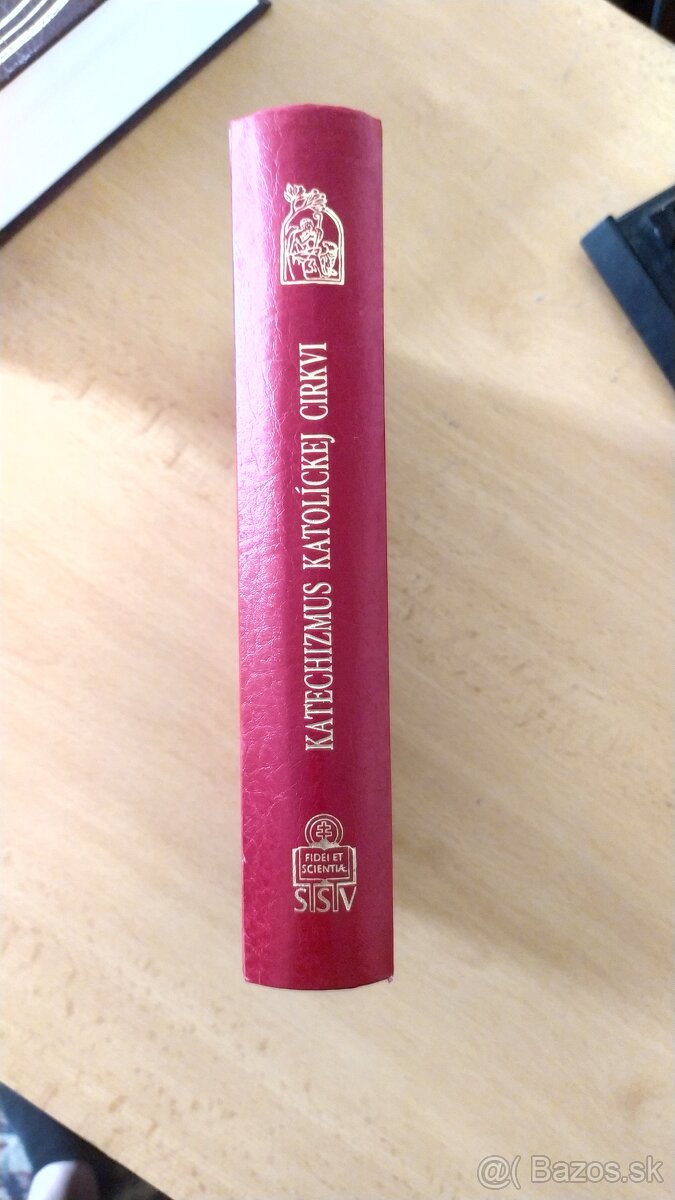 KATECHIZMUS KATOLÍCKEJ CIRKVI
FIDEI ET
SCIENTIÆ
SSV
@( Bazos.sk